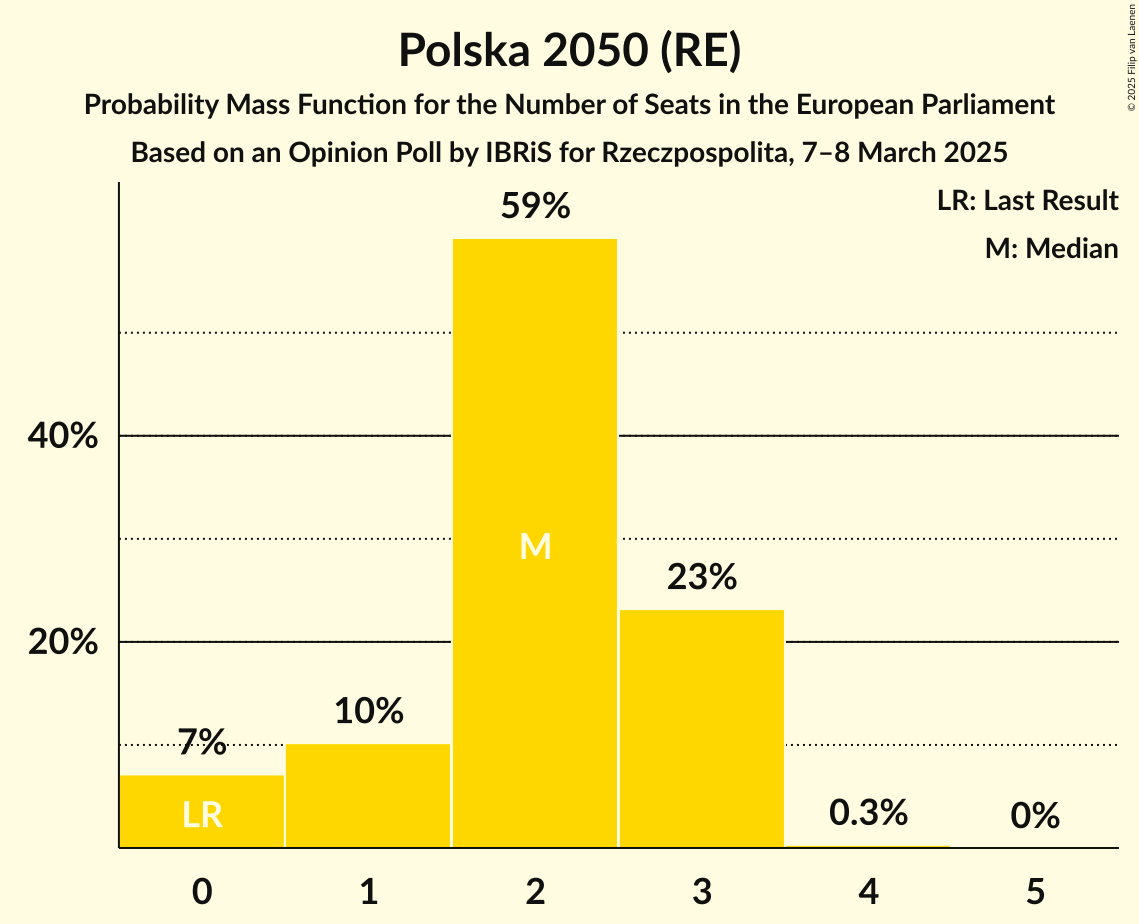 Polska 2050 (RE)
Probability Mass Function for the Number of Seats in the European Parliament
Based on an Opinion Poll by IBRiS for Rzeczpospolita, 7–8 March 2025
© 2025 Filip van Laenen
LR: Last Result
M: Median
59%
40%
M
23%
20%
10%
7%
LR
0.3%
0%
0 1 2 3 4 5